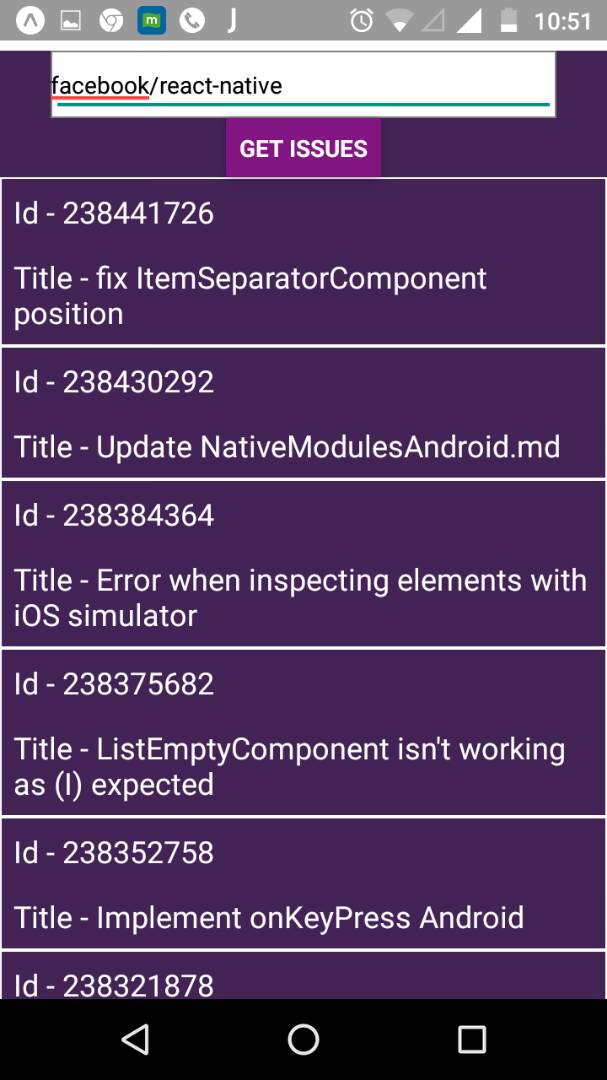 10:51
facebook/react-native
GET ISSUES
Id - 238441726
Title - fix ItemSeparatorComponent
position
Id - 238430292
Title - Update NativeModulesAndroid.md
Id - 238384364
Title - Error when inspecting elements with
iOS simulator
Id - 238375682
Title - ListEmptyComponent isn't working
as (I) expected
Id - 238352758
Title - Implement onKeyPress Android
Id - 238321878